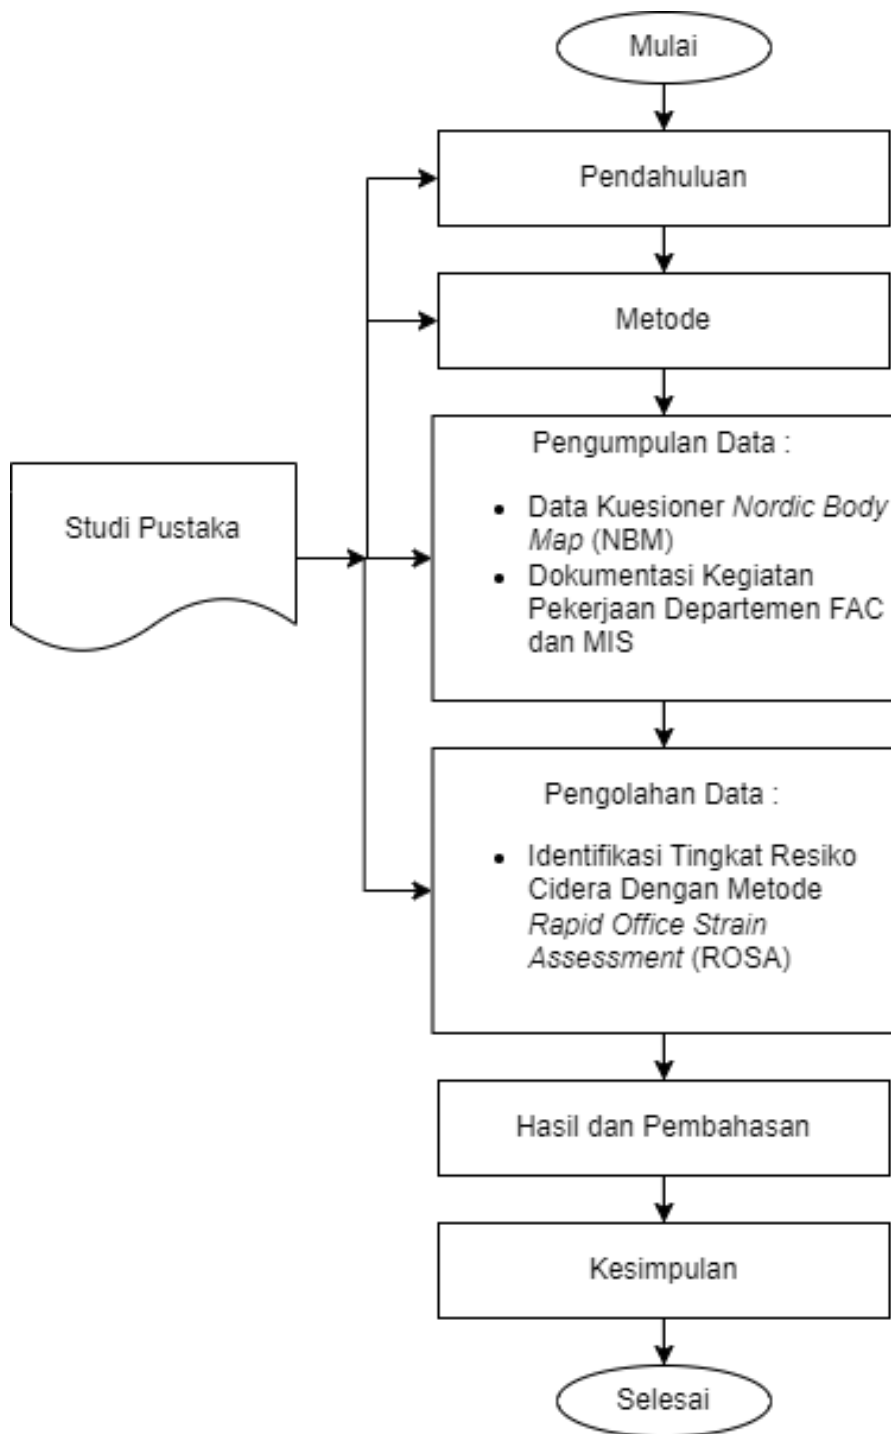 Mulai
Pendahuluan
Metode
Studi Pustaka
Pengumpulan Data :
• Data Kuesioner Nordic Body
Map (NBM)
• Dokumentasi Kegiatan
Pekerjaan Departemen FAC
dan MIS
Pengolahan Data :
• Identifikasi Tingkat Resiko
Cidera Dengan Metode
Rapid Office Strain
Assessment (ROSA)
Hasil dan Pembahasan
Kesimpulan
Selesai